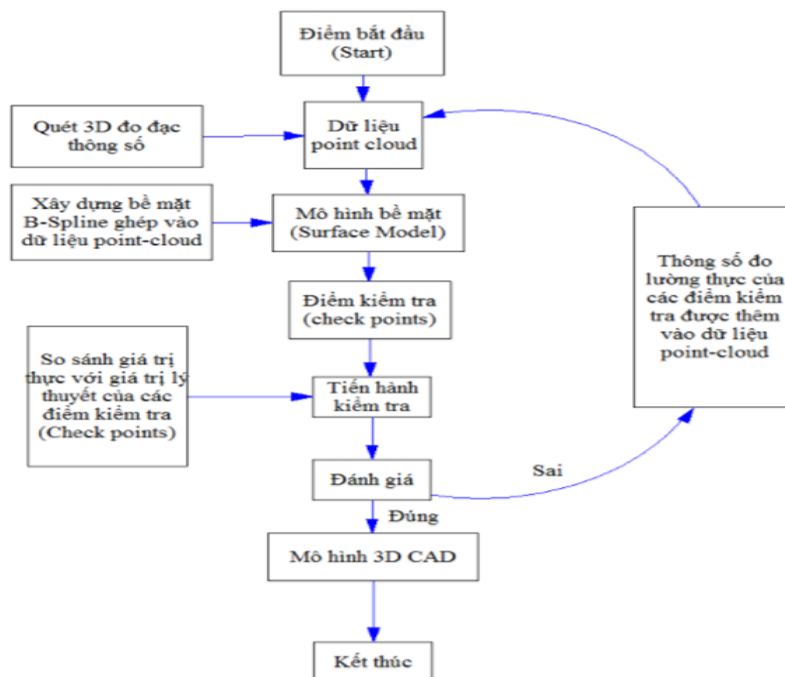 Điểm bắt đầu
(Start)
Quét 3D đo đạc
thông số
Dữ liệu
point cloud
Xây dựng bề mặt
B-Spline ghép vào
dữ liệu point-cloud
Mô hình bề mặt
(Surface Model)
Thông số đo
lường thực của
các điểm kiểm
tra được thêm
vào dữ liệu
point-cloud
Điểm kiểm tra
(check points)
So sánh giá trị
thực với giá trị lý
thuyết của các
điểm kiểm tra
(Check points)
Tiến hành
kiểm tra
Đánh giá
Sai
Đúng
Mô hình 3D CAD
Kết thúc